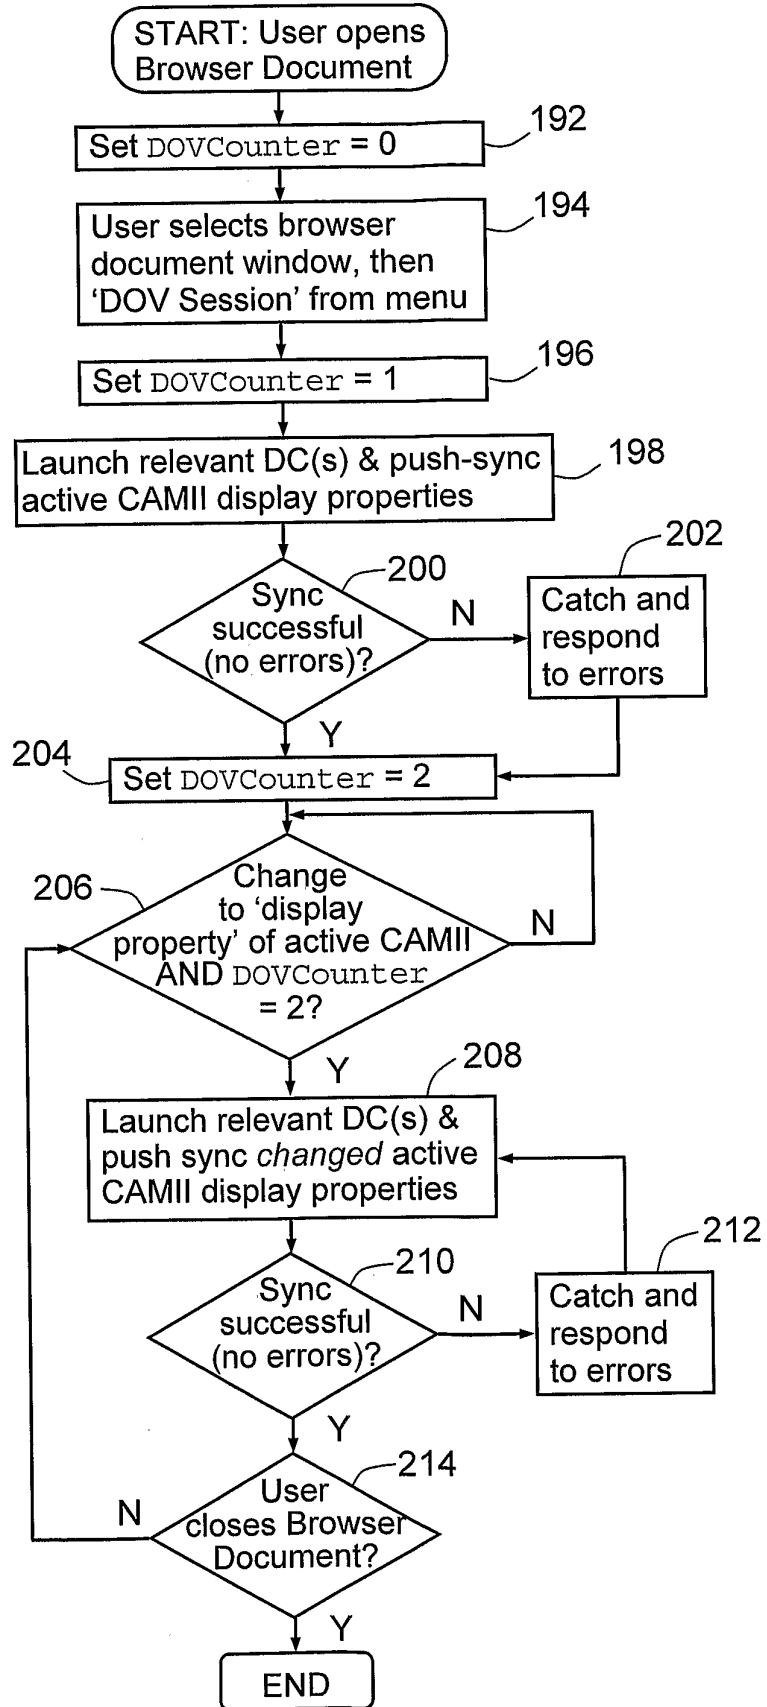 START: User opens
Browser Document
192
Set DOVCounter = 0
194
User selects browser
document window, then
‘DOV Session’ from menu
196
Set DOVCounter = 1
198
Launch relevant DC(s) & push-sync
active CAMII display properties
200
202
Sync
successful
(no errors)?
N
Catch and
respond
to errors
Y
204
Set DOVCounter = 2
206
Change
to ‘display
property’ of active CAMII
AND DOVCounter
= 2?
N
Y
208
Launch relevant DC(s) &
push sync changed active
CAMII display properties
210
212
Sync
successful
(no errors)?
N
Catch and
respond
to errors
Y
214
User
closes Browser
Document?
N
Y
END